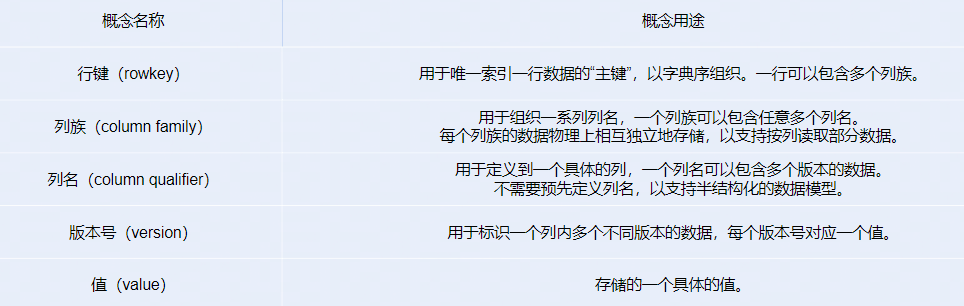 概念名称
概念用途
行键（rowkey）
用于唯一索引一行数据的“主键”，以字典序组织。一行可以包含多个列族。
列族（column family）
用于组织一系列列名，一个列族可以包含任意多个列名。
每个列族的数据物理上相互独立地存储，以支持按列读取部分数据。
列名（column qualifier）
用于定义到一个具体的列，一个列名可以包含多个版本的数据。
不需要预先定义列名，以支持半结构化的数据模型。
版本号（version）
用于标识一个列内多个不同版本的数据，每个版本号对应一个值。
值（value）
存储的一个具体的值。